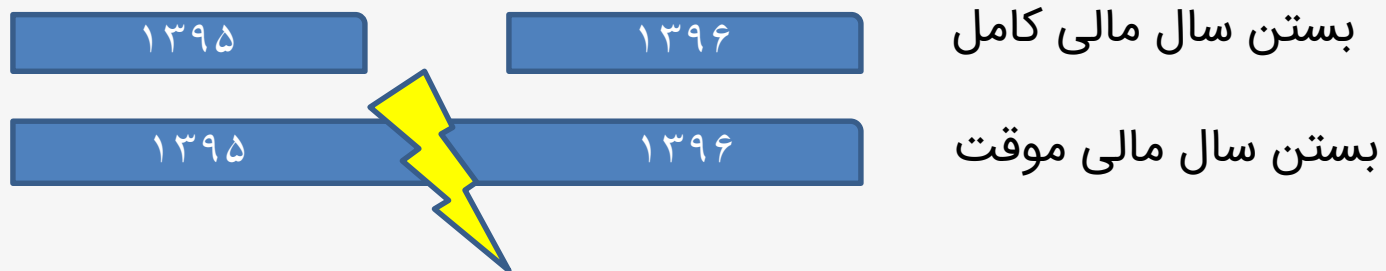 بستن سال مالی کامل
۱۳۹۵ ۱۳۹۶
بستن سال مالی موقت
۱۳۹۵ ۱۳۹۶